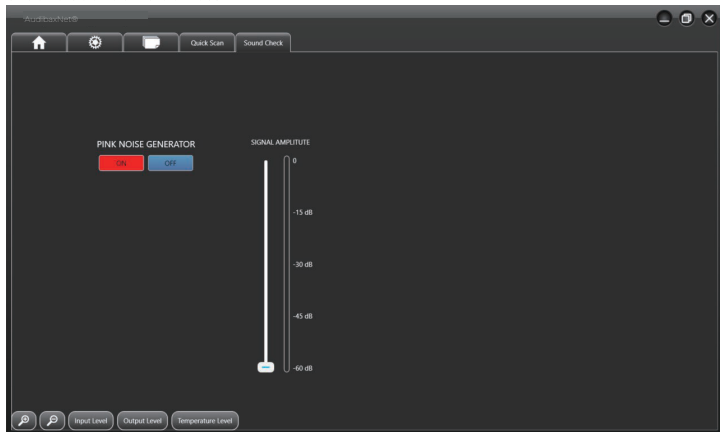 AudibaxNet®
Quick Scan
Sound Check
PINK NOISE GENERATOR
ON
OFF
SIGNAL AMPLITUTE
0
-15 dB
-30 dB
-45 dB
-60 dB
Input Level
Output Level
Temperature Level